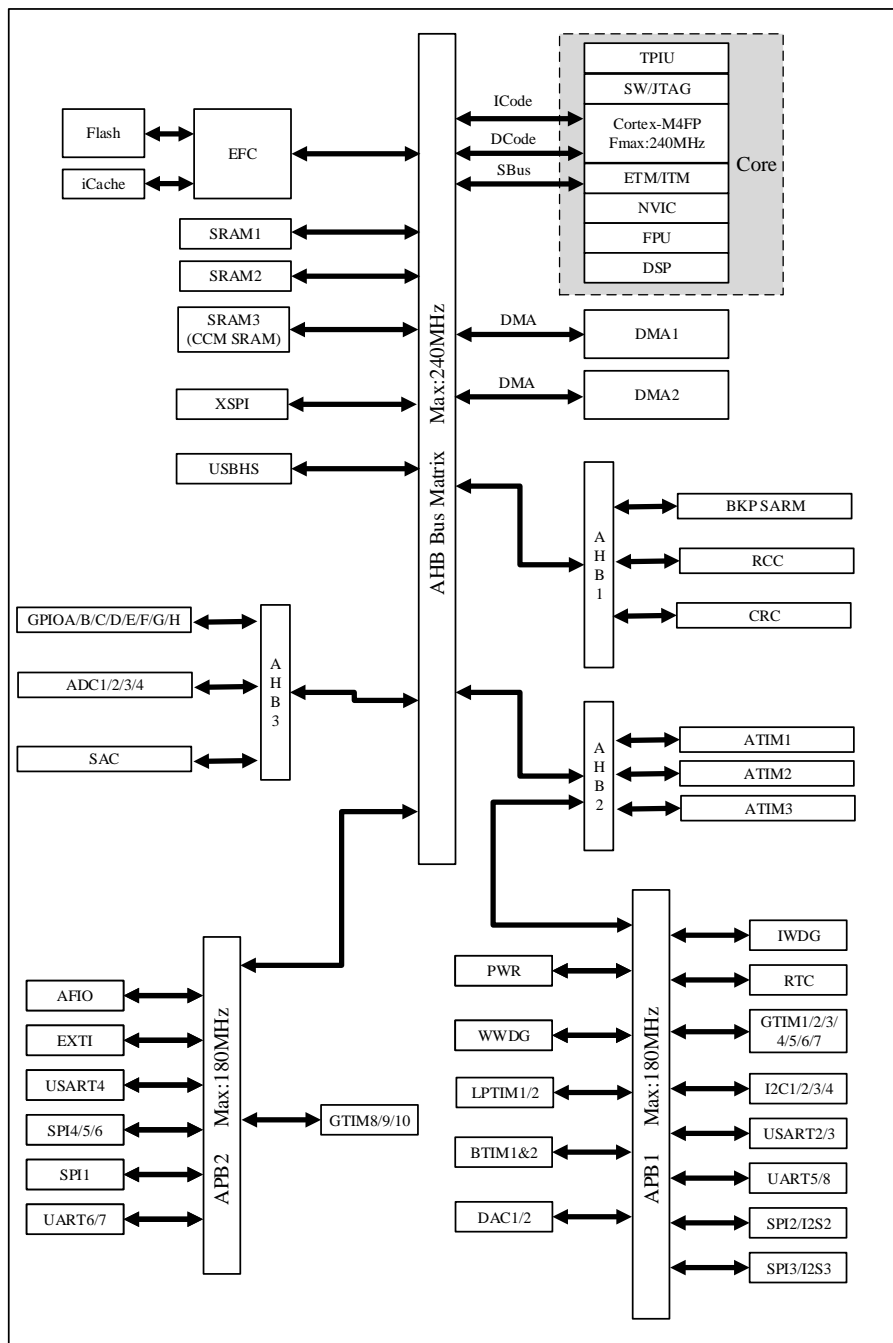 TPIU
SW/JTAG
Cortex-M4FP
Fmax:240MHz
ETM/ITM
NVIC
FPU
DSP
Core
ICode
DCode
SBus
Flash
iCache
EFC
SRAM1
SRAM2
SRAM3
(CCM SRAM)
XSPI
USBHS
AHB Bus Matrix Max:240MHz
DMA
DMA1
DMA
DMA2
AHB1
BKP SARM
RCC
CRC
GPIOA/B/C/D/E/F/G/H
ADC1/2/3/4
SAC
AHB3
AHB2
ATIM1
ATIM2
ATIM3
AFIO
EXTI
USART4
SPI4/5/6
SPI1
UART6/7
APB2 Max:180MHz
GTIM8/9/10
PWR
WWDG
LPTIM1/2
BTIM1&2
DAC1/2
APB1 Max:180MHz
IWDG
RTC
GTIM1/2/3/
4/5/6/7
I2C1/2/3/4
USART2/3
UART5/8
SPI2/I2S2
SPI3/I2S3